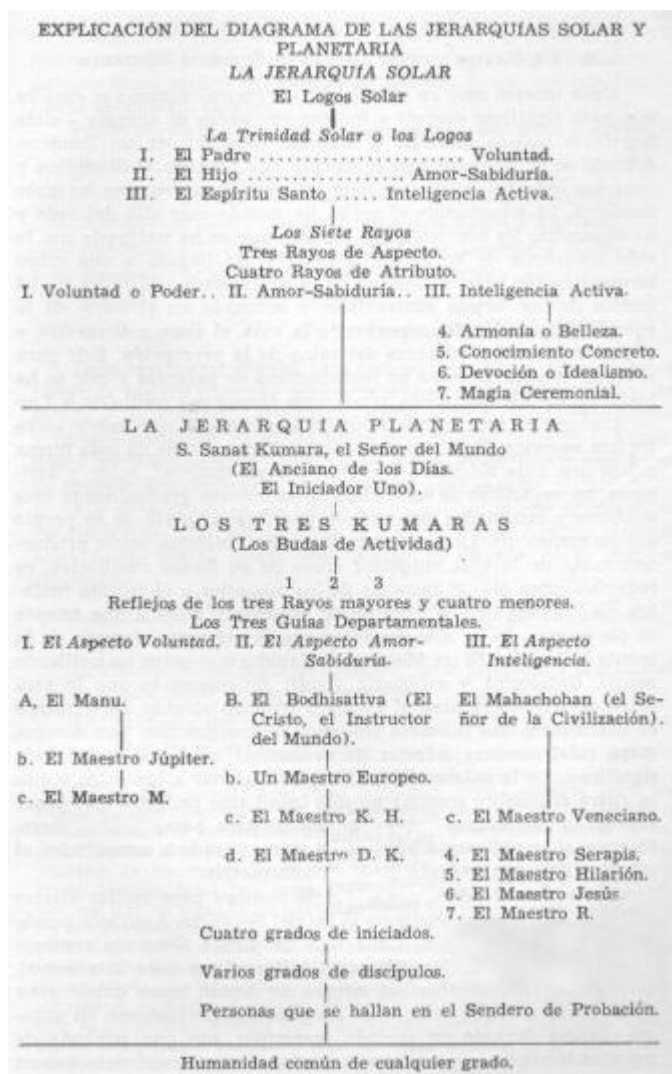 EXPLICACIÓN DEL DIAGRAMA DE LAS JERARQUÍAS SOLAR Y
PLANETARIA
LA JERARQUÍA SOLAR
El Logos Solar
La Trinidad Solar o los Logos
I. El Padre ........................ Voluntad.
II. El Hijo .................. Amor-Sabiduría.
III. El Espíritu Santo ..... Inteligencia Activa.
Los Siete Rayos
Tres Rayos de Aspecto.
Cuatro Rayos de Atributo.
I. Voluntad o Poder.. II. Amor-Sabiduría.. III. Inteligencia Activa.
4. Armonía o Belleza.
5. Conocimiento Concreto.
6. Devoción o Idealismo.
7. Magia Ceremonial.
LA JERARQUÍA PLANETARIA
S. Sanat Kumara, el Señor del Mundo
(El Anciano de los Días.
El Iniciador Uno).
LOS TRES KUMARAS
(Los Budas de Actividad)
1 2 3
Reflejos de los tres Rayos mayores y cuatro menores.
Los Tres Guías Departamentales.
I. El Aspecto Voluntad. II. El Aspecto Amor- III. El Aspecto
Sabiduría. Inteligencia.
A, El Manu. B. El Bodhisattva (El El Mahachohan (el Se-
Cristo, el Instructor ñor de la Civilización).
del Mundo).
b. El Maestro Júpiter. b. Un Maestro Europeo.
c. El Maestro M. c. El Maestro K. H. c. El Maestro Veneciano.
d. El Maestro D. K. 4. El Maestro Serapis.
5. El Maestro Hilarión.
6. El Maestro Jesús
7. El Maestro R.
Cuatro grados de iniciados.
Varios grados de discípulos.
Personas que se hallan en el Sendero de Probación.
Humanidad común de cualquier grado.